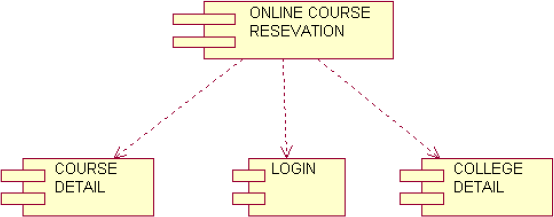 ONLINE COURSE
RESEVATION
COURSE
DETAIL
LOGIN
COLLEGE
DETAIL